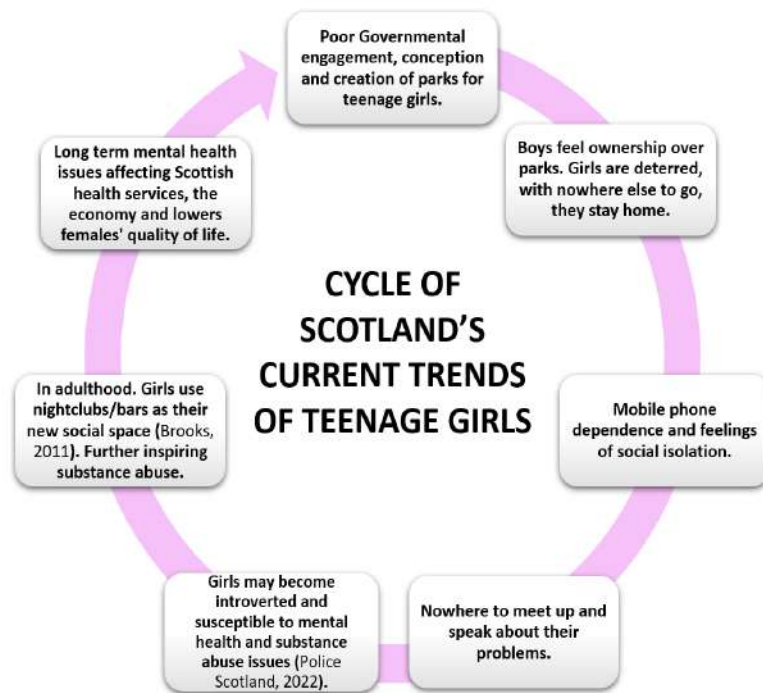 Poor Governmental
engagement, conception
and creation of parks for
teenage girls.
Boys feel ownership over
parks. Girls are deterred,
with nowhere else to go,
they stay home.
Mobile phone
dependence and feelings
of social isolation.
Nowhere to meet up and
speak about their
problems.
Girls may become
introverted and
susceptible to mental
health and substance
abuse issues (Police
Scotland, 2022).
In adulthood. Girls use
nightclubs/bars as their
new social space (Brooks,
2011). Further inspiring
substance abuse.
Long term mental health
issues affecting Scottish
health services, the
economy and lowers
females' quality of life.
CYCLE OF
SCOTLAND’S
CURRENT TRENDS
OF TEENAGE GIRLS